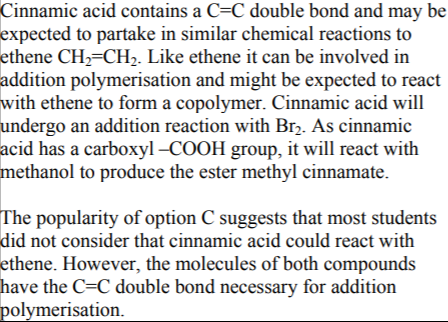 Cinnamic acid contains a C=C double bond and may be
expected to partake in similar chemical reactions to
ethene CH₂=CH₂. Like ethene it can be involved in
addition polymerisation and might be expected to react
with ethene to form a copolymer. Cinnamic acid will
undergo an addition reaction with Br₂. As cinnamic
acid has a carboxyl –COOH group, it will react with
methanol to produce the ester methyl cinnamate.
The popularity of option C suggests that most students
did not consider that cinnamic acid could react with
ethene. However, the molecules of both compounds
have the C=C double bond necessary for addition
polymerisation.